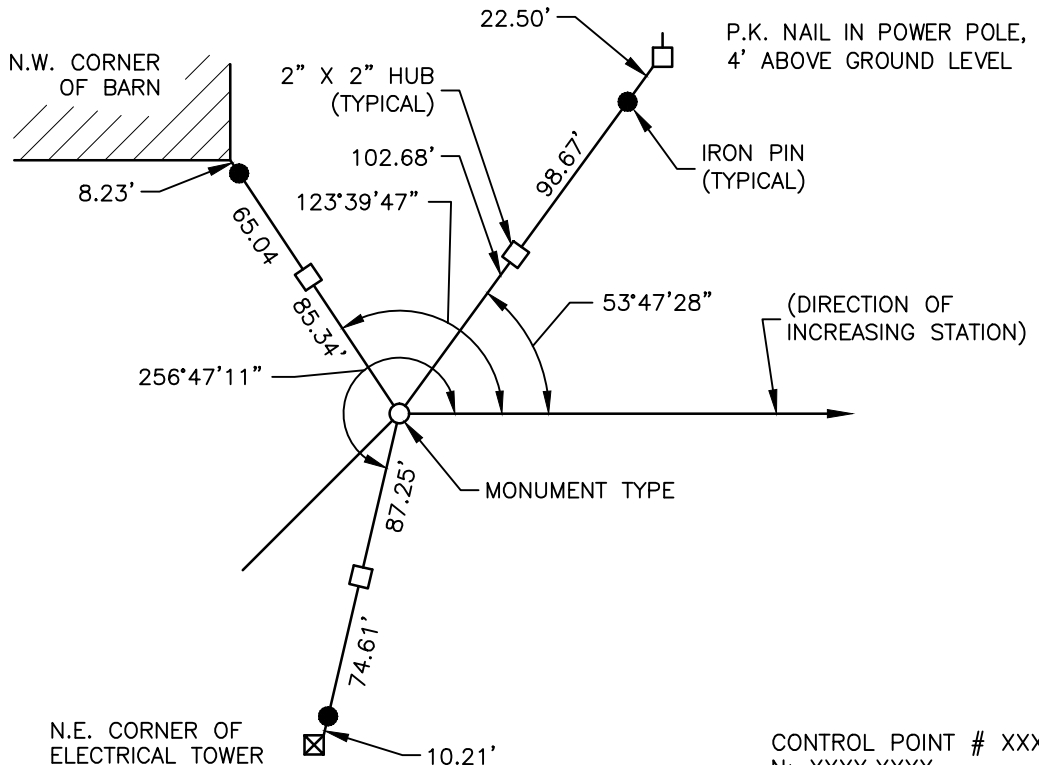 22.50'
P.K. NAIL IN POWER POLE,
4' ABOVE GROUND LEVEL
N.W. CORNER
OF BARN
2" X 2" HUB
(TYPICAL)
102.68'
98.67'
IRON PIN
(TYPICAL)
8.23'
123°39'47"
65.04
53°47'28"
(DIRECTION OF
INCREASING STATION)
85.34'
256°47'11"
MONUMENT TYPE
87.25'
74.61'
N.E. CORNER OF
ELECTRICAL TOWER
10.21'
CONTROL POINT # XXX